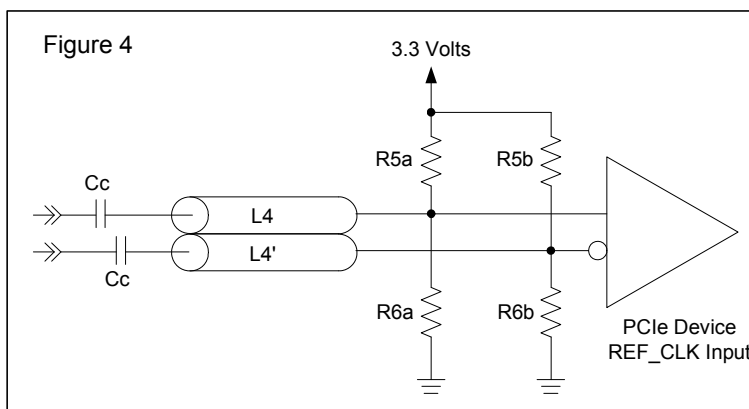 Figure 4
3.3 Volts
R5a
R5b
Cc
L4
L4'
Cc
R6a
R6b
PCIe Device
REF_CLK Input